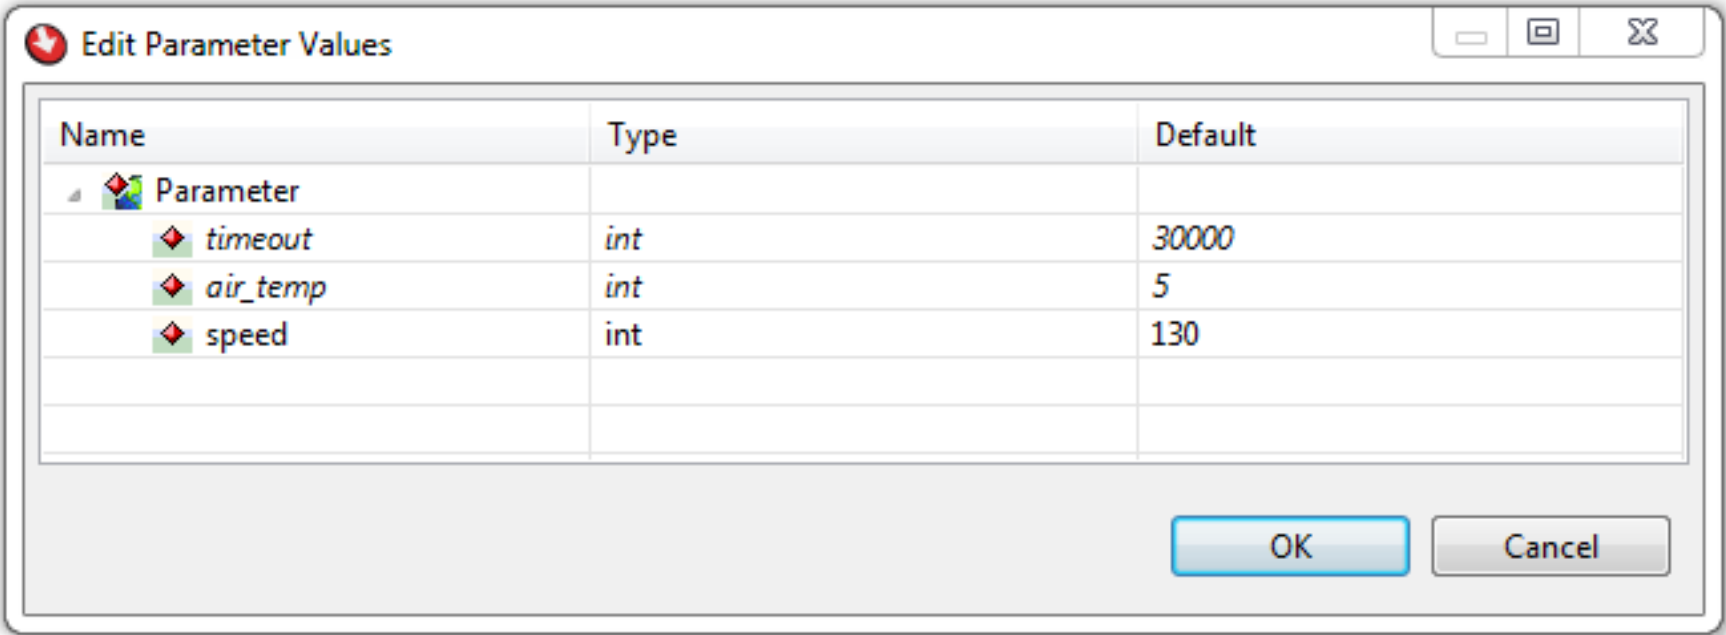 Edit Parameter Values
Name Type Default
Parameter
timeout int 30000
air_temp int 5
speed int 130
OK Cancel